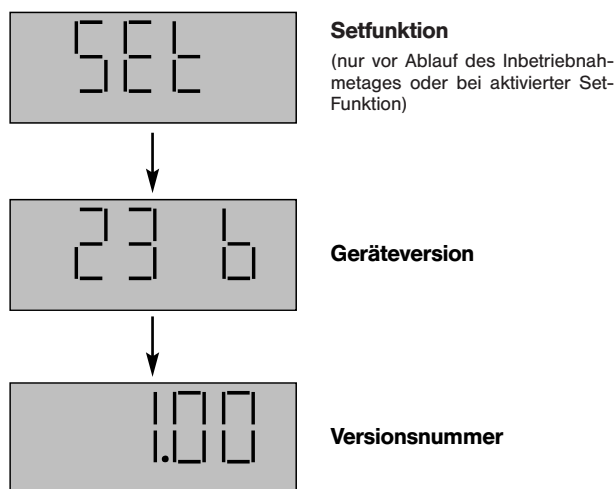 SEt
Setfunktion
(nur vor Ablauf des Inbetriebnah-
metages oder bei aktivierter Set-
Funktion)
23 b
Geräteversion
1.00
Versionsnummer